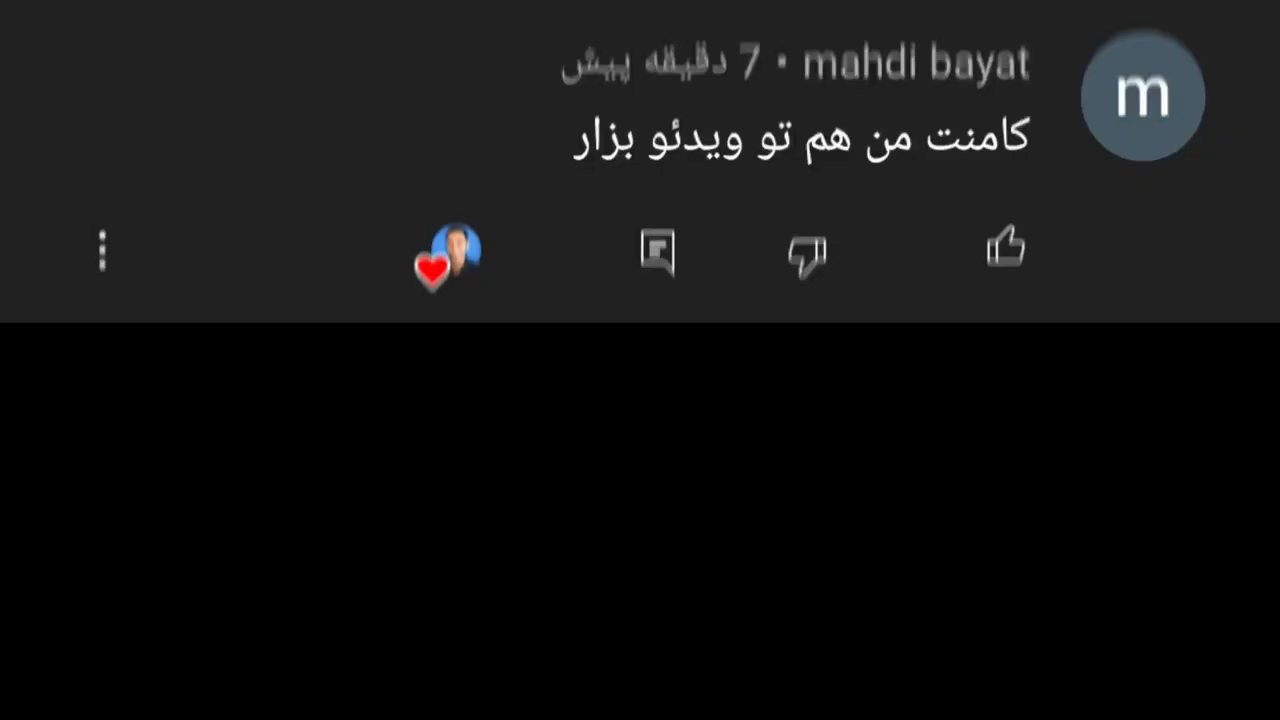 m
mahdi bayat • 7 دقیقه پیش
کامنت من هم تو ویدئو بزار